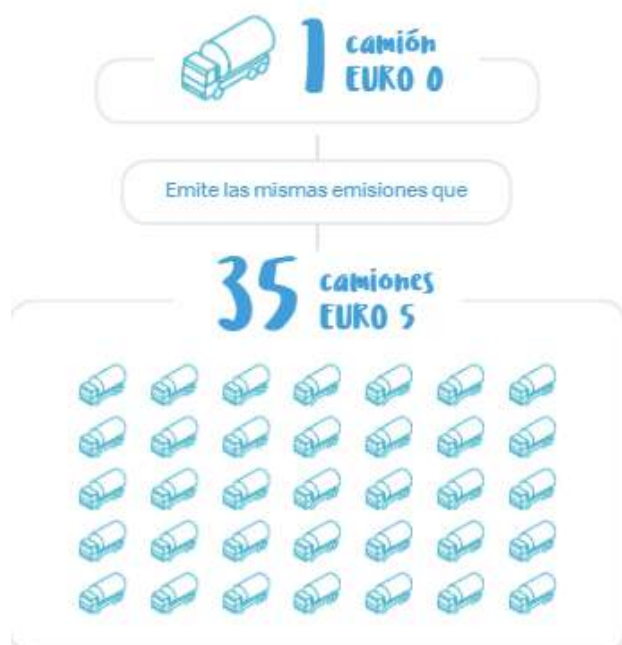 1 camión
EURO 0
Emite las mismas emisiones que
35 camiones
EURO 5